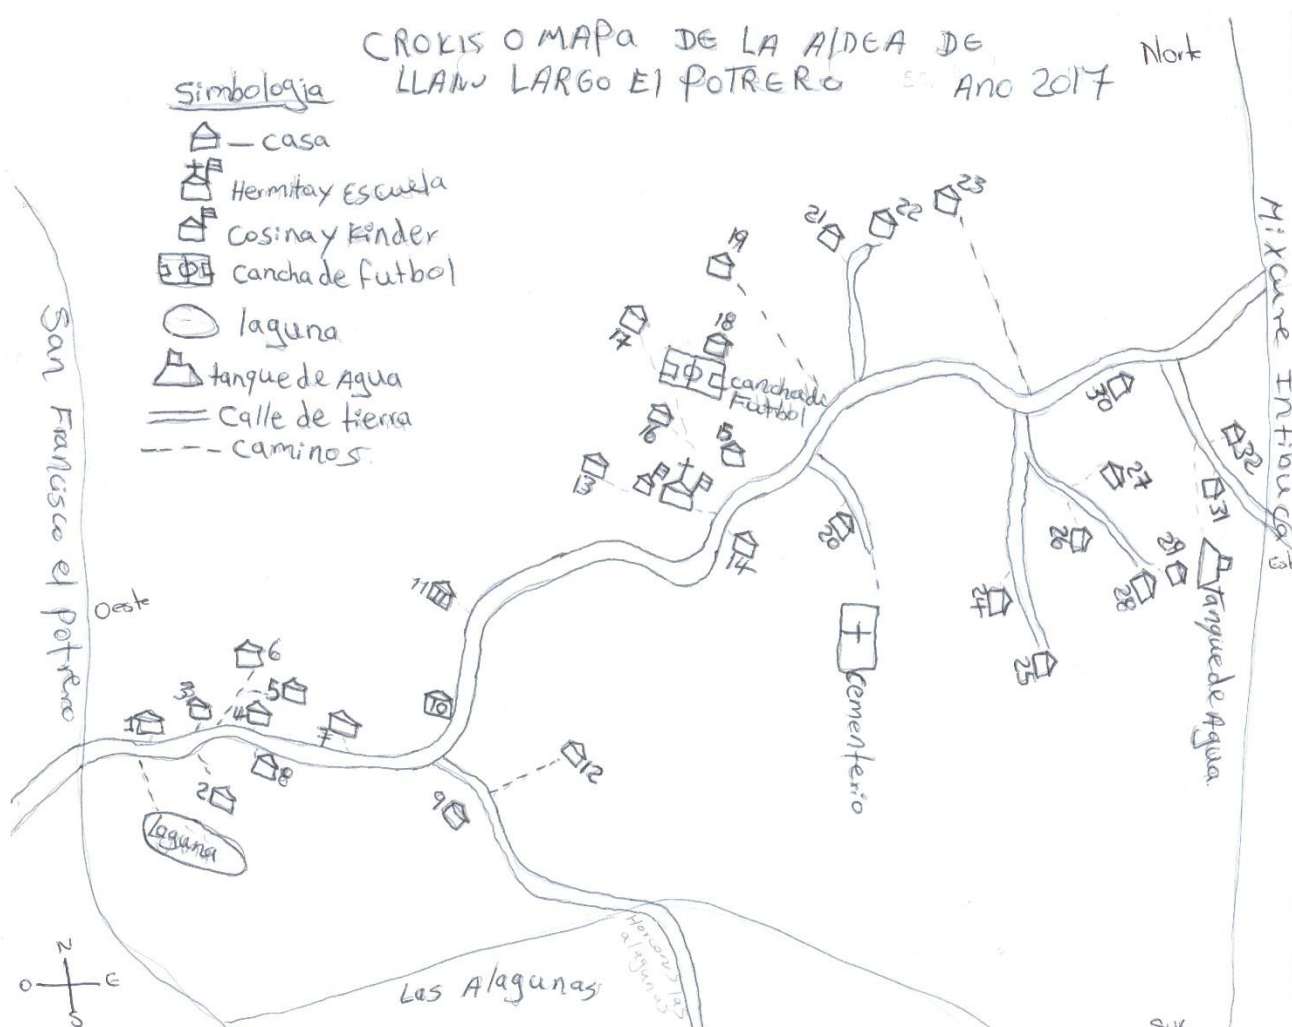 CROKIS O MAPa DE LA AlDEA DE
LLANO LARGO El POTRERO
Ano 2017
Norte
Simbologia
casa
Hermita y Escuela
Cosina y Kinder
cancha de futbol
laguna
tanque de Agua
Calle de tierra
caminos.
San Francisco el Potrero
Mixcure Intibuca
Oeste
Est
23
22
21
19
18
17
cancha de
Futbol
16
15
13
14
20
30
32
27
31
26
29
28
24
25
tanque de Agua
cementerio
11
10
6
5
3
4
1
7
8
2
9
12
Laguna
Las Alagunas
N
O
E
S
Sur